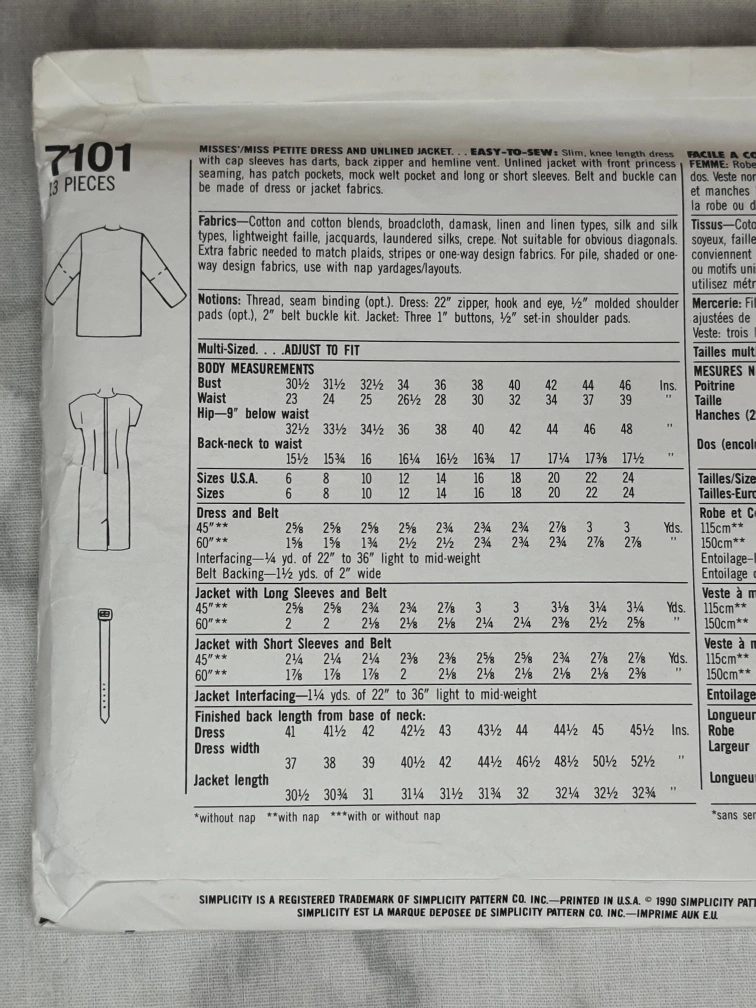 7101
13 PIECES
MISSES'/MISS PETITE DRESS AND UNLINED JACKET. . . EASY-TO-SEW: Slim, knee length dress
with cap sleeves has darts, back zipper and hemline vent. Unlined jacket with front princess
seaming, has patch pockets, mock welt pocket and long or short sleeves. Belt and buckle can
be made of dress or jacket fabrics.
Fabrics—Cotton and cotton blends, broadcloth, damask, linen and linen types, silk and silk
types, lightweight faille, jacquards, laundered silks, crepe. Not suitable for obvious diagonals.
Extra fabric needed to match plaids, stripes or one-way design fabrics. For pile, shaded or one-
way design fabrics, use with nap yardages/layouts.
Notions: Thread, seam binding (opt.). Dress: 22" zipper, hook and eye, ½" molded shoulder
pads (opt.), 2" belt buckle kit. Jacket: Three 1" buttons, ½" set-in shoulder pads.
Multi-Sized. . . .ADJUST TO FIT
BODY MEASUREMENTS
Bust 30½ 31½ 32½ 34 36 38 40 42 44 46 Ins.
Waist 23 24 25 26½ 28 30 32 34 37 39 "
Hip—9" below waist
32½ 33½ 34½ 36 38 40 42 44 46 48 "
Back-neck to waist
15½ 15¾ 16 16¼ 16½ 16¾ 17 17¼ 17⅜ 17½ "
Sizes U.S.A. 6 8 10 12 14 16 18 20 22 24
Sizes 6 8 10 12 14 16 18 20 22 24
Dress and Belt
45"** 2⅝ 2⅝ 2⅝ 2⅝ 2¾ 2¾ 2¾ 2⅞ 3 3 Yds.
60"** 1⅝ 1⅝ 1¾ 2½ 2½ 2¾ 2¾ 2¾ 2⅞ 2⅞ "
Interfacing—¼ yd. of 22" to 36" light to mid-weight
Belt Backing—1½ yds. of 2" wide
Jacket with Long Sleeves and Belt
45"** 2⅝ 2⅝ 2¾ 2¾ 2⅞ 3 3 3⅛ 3¼ 3¼ Yds.
60"** 2 2 2⅛ 2⅛ 2⅛ 2¼ 2¼ 2⅜ 2½ 2⅝ "
Jacket with Short Sleeves and Belt
45"** 2¼ 2¼ 2¼ 2⅜ 2⅜ 2⅝ 2⅝ 2¾ 2⅞ 2⅞ Yds.
60"** 1⅞ 1⅞ 1⅞ 2 2⅛ 2⅛ 2⅛ 2⅛ 2⅛ 2⅜ "
Jacket Interfacing—1¼ yds. of 22" to 36" light to mid-weight
Finished back length from base of neck:
Dress 41 41½ 42 42½ 43 43½ 44 44½ 45 45½ Ins.
Dress width
37 38 39 40½ 42 44½ 46½ 48½ 50½ 52½ "
Jacket length
30½ 30¾ 31 31¼ 31½ 31¾ 32 32¼ 32½ 32¾ "
*without nap **with nap ***with or without nap
FACILE A CO
FEMME: Robe
dos. Veste nor
et manches
la robe ou d
Tissus—Coto
soyeux, faille
conviennent
ou motifs uni
utilisez métr
Mercerie: Fil
ajustées de
Veste: trois
Tailles mult
MESURES N
Poitrine
Taille
Hanches (2
Dos (encol
Tailles/Size
Tailles-Euro
Robe et C
115cm**
150cm**
Entoilage-
Entoilage
Veste à m
115cm**
150cm**
Veste à m
115cm**
150cm**
Entoilage
Longueur
Robe
Largeur
Longueu
*sans ser
SIMPLICITY IS A REGISTERED TRADEMARK OF SIMPLICITY PATTERN CO. INC.—PRINTED IN U.S.A. © 1990 SIMPLICITY PATT
SIMPLICITY EST LA MARQUE DEPOSEE DE SIMPLICITY PATTERN CO. INC.—IMPRIME AUX E.U.